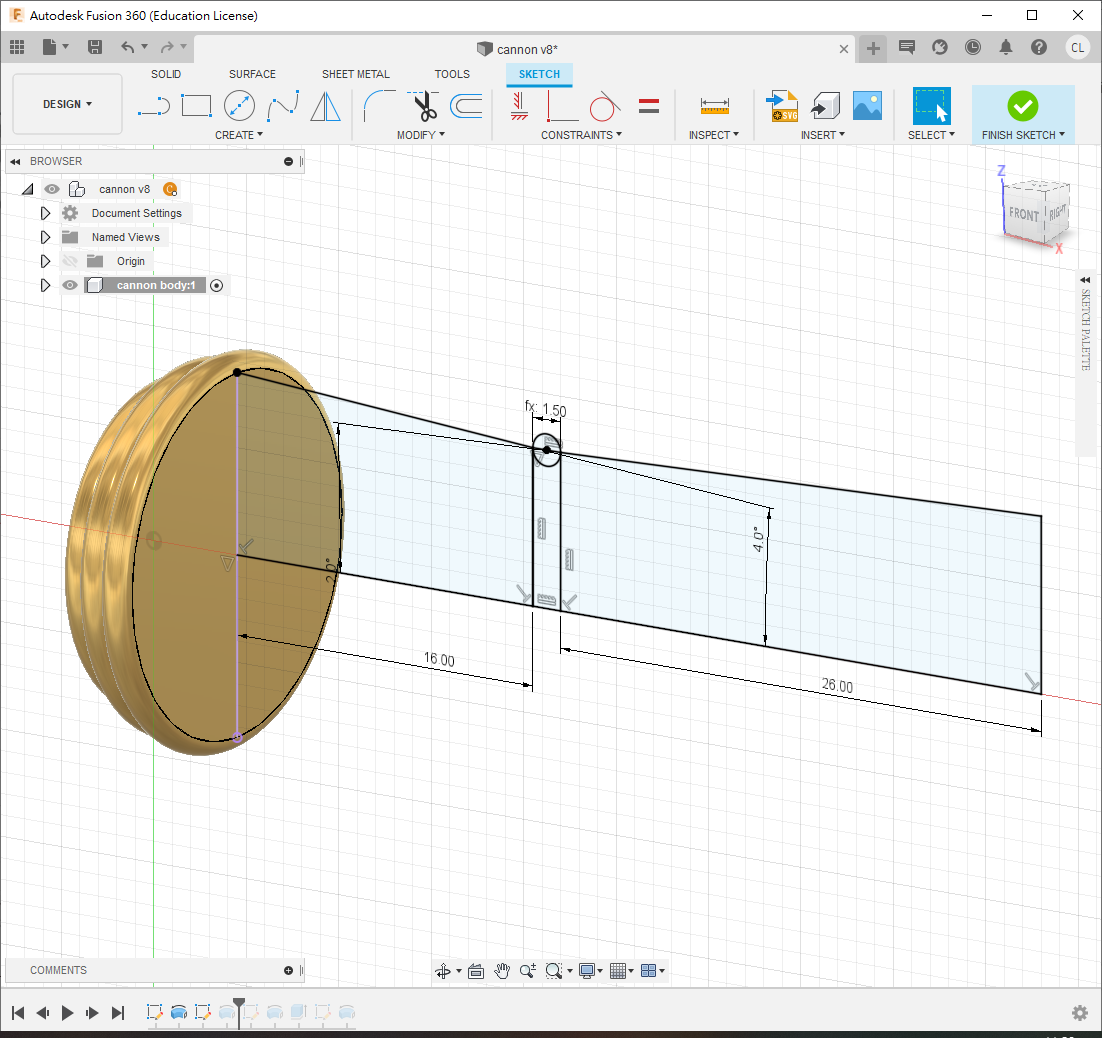 Autodesk Fusion 360 (Education License)
cannon v8*
CL
SOLID SURFACE SHEET METAL TOOLS SKETCH
DESIGN
SVG
CREATE MODIFY CONSTRAINTS INSPECT INSERT SELECT FINISH SKETCH
BROWSER
cannon v8
Document Settings
Named Views
Origin
cannon body:1
Z
FRONT RIGHT
X
SKETCH PALETTE
fx: 1.50
4.0°
2.0°
16.00
26.00
COMMENTS